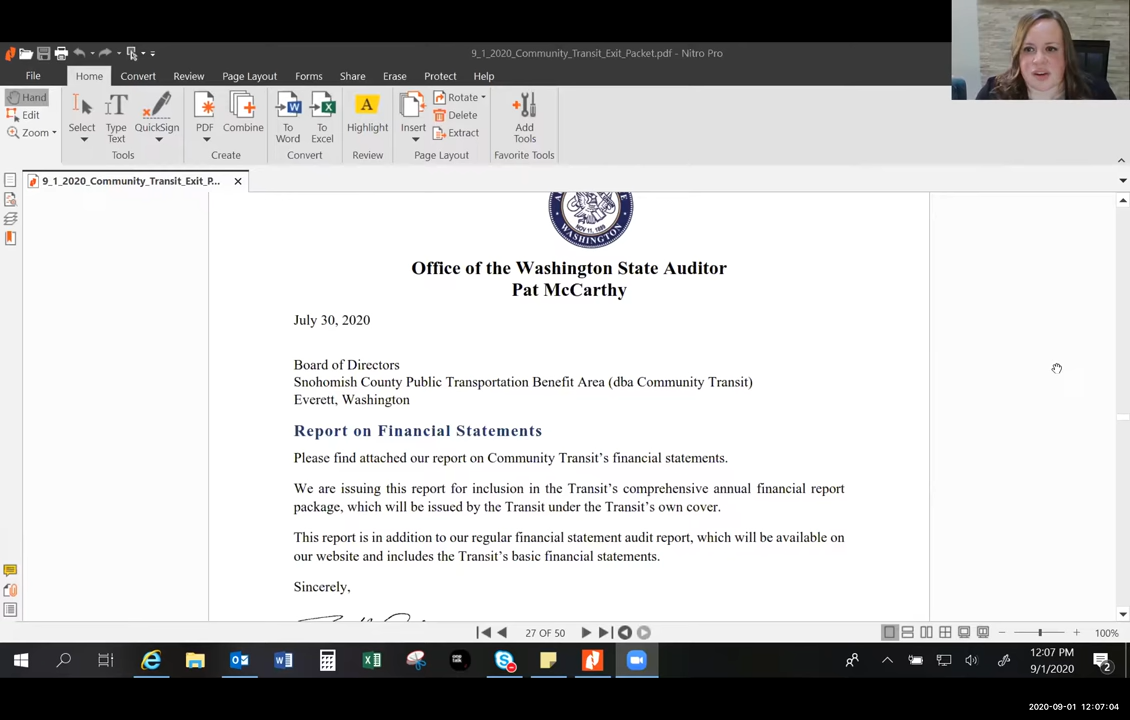 9_1_2020_Community_Transit_Exit_Packet.pdf - Nitro Pro
File Home Convert Review Page Layout Forms Share Erase Protect Help
Hand
Edit
Zoom
Select
Type Text
QuickSign
Tools
PDF
Combine
Create
To Word
To Excel
Convert
A
Highlight
Review
Insert
Rotate
Delete
Extract
Page Layout
Add Tools
Favorite Tools
9_1_2020_Community_Transit_Exit_P...
NOV 11, 1889
WASHINGTON
Office of the Washington State Auditor
Pat McCarthy
July 30, 2020
Board of Directors
Snohomish County Public Transportation Benefit Area (dba Community Transit)
Everett, Washington
Report on Financial Statements
Please find attached our report on Community Transit's financial statements.
We are issuing this report for inclusion in the Transit's comprehensive annual financial report
package, which will be issued by the Transit under the Transit's own cover.
This report is in addition to our regular financial statement audit report, which will be available on
our website and includes the Transit's basic financial statements.
Sincerely,
27 OF 50
100%
12:07 PM
9/1/2020
2
2020-09-01 12:07:04